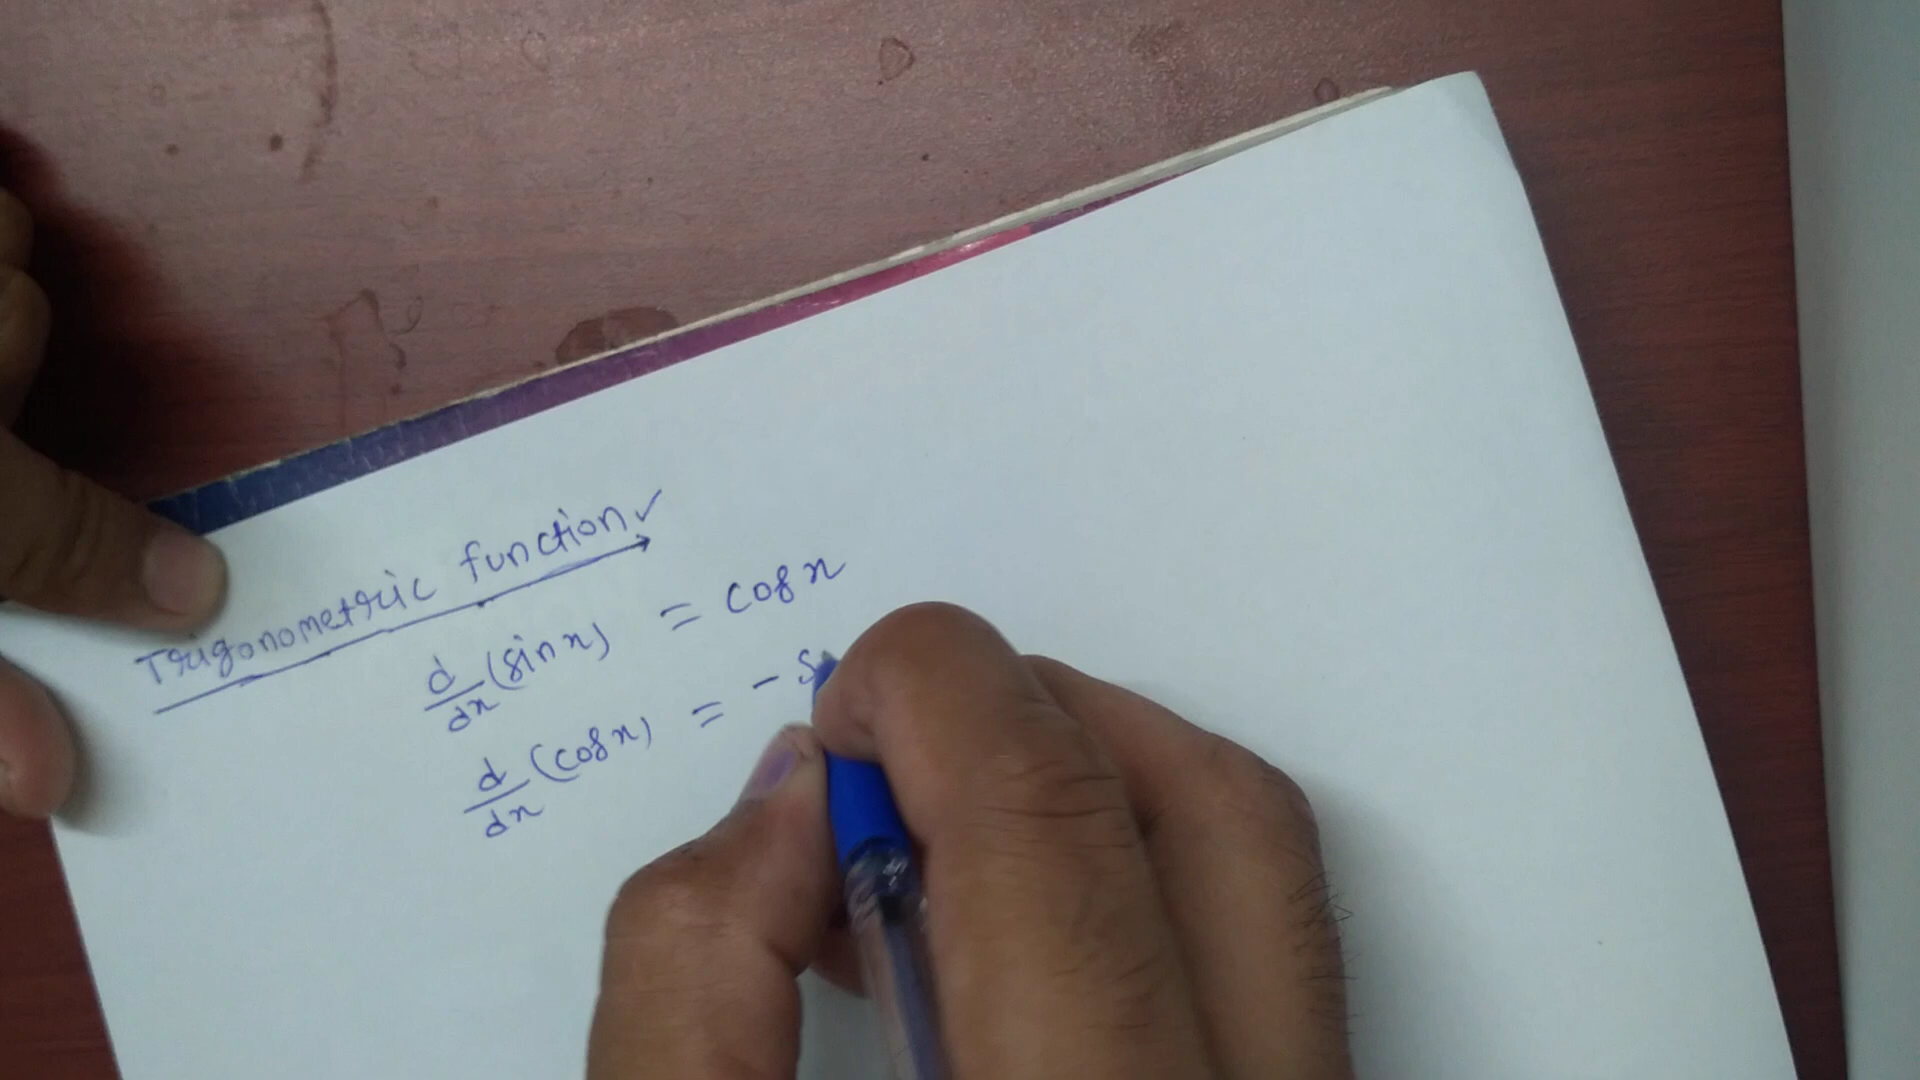 Trigonometric function ✓
d/dx (sin x) = cos x
d/dx (cos x) = - s